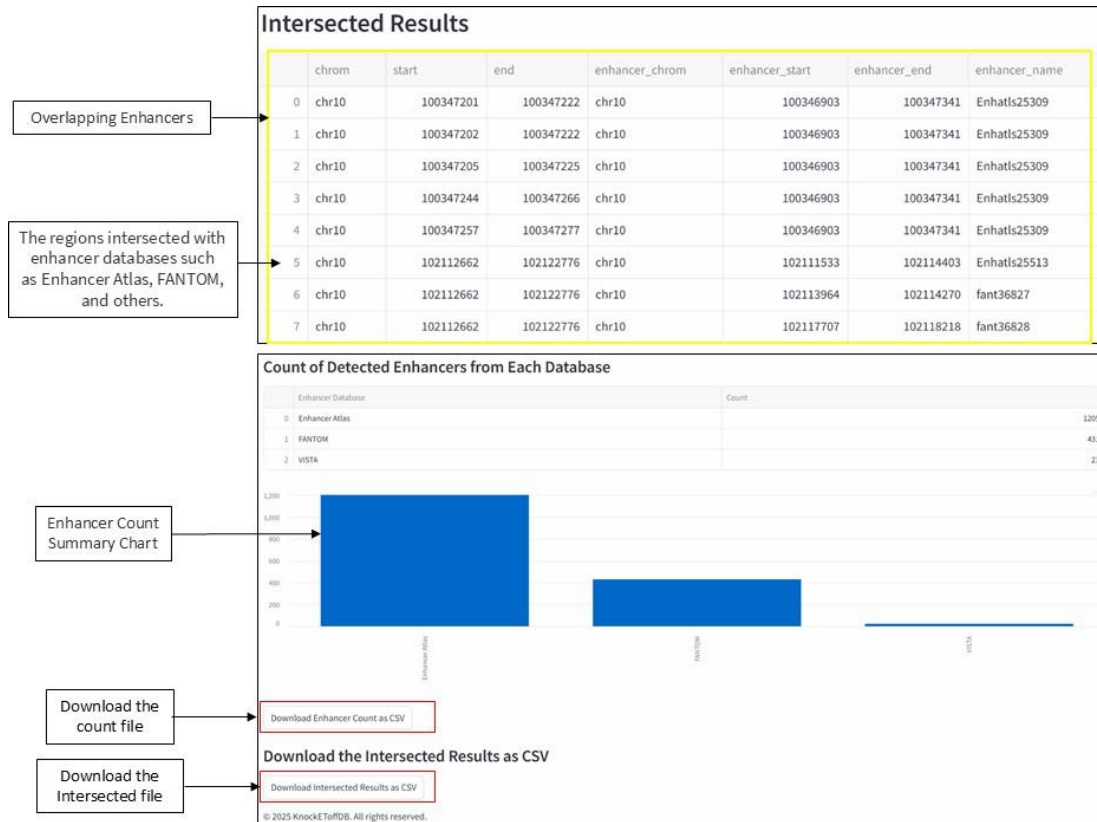 Intersected Results
chrom start end enhancer_chrom enhancer_start enhancer_end enhancer_name
0 chr10 100347201 100347222 chr10 100346903 100347341 Enhatls25309
1 chr10 100347202 100347222 chr10 100346903 100347341 Enhatls25309
2 chr10 100347205 100347225 chr10 100346903 100347341 Enhatls25309
3 chr10 100347244 100347266 chr10 100346903 100347341 Enhatls25309
4 chr10 100347257 100347277 chr10 100346903 100347341 Enhatls25309
5 chr10 102112662 102122776 chr10 102111533 102114403 Enhatls25513
6 chr10 102112662 102122776 chr10 102113964 102114270 fant36827
7 chr10 102112662 102122776 chr10 102117707 102118218 fant36828
Overlapping Enhancers
The regions intersected with
enhancer databases such
as Enhancer Atlas, FANTOM,
and others.
Count of Detected Enhancers from Each Database
Enhancer Database Count
0 Enhancer Atlas
1 FANTOM
2 VISTA
1,200
1,000
800
600
400
200
0
Enhancer Atlas
FANTOM
VISTA
Enhancer Count
Summary Chart
Download the
count file
Download Enhancer Count as CSV
Download the Intersected Results as CSV
Download the
Intersected file
Download Intersected Results as CSV
© 2025 KnockEToffDB. All rights reserved.